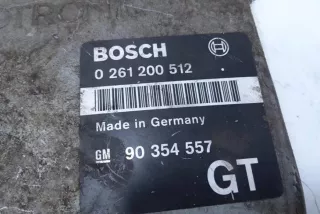 BOSCH
0 261 200 512
Made in Germany
GM 90 354 557
GT